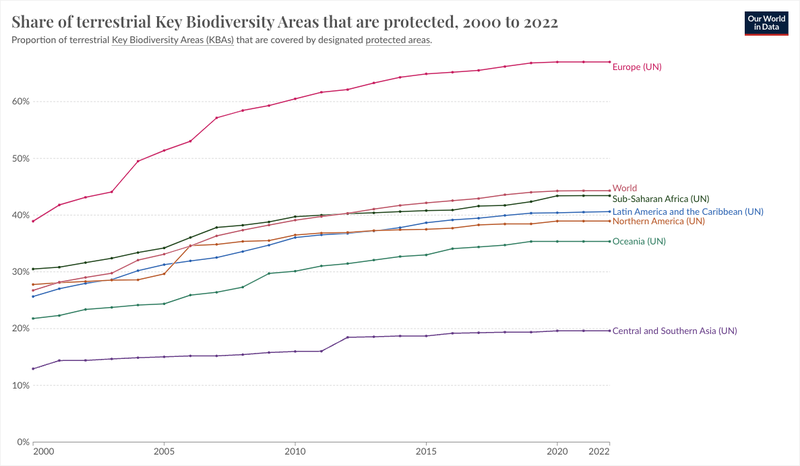 Share of terrestrial Key Biodiversity Areas that are protected, 2000 to 2022
Our World
in Data
Proportion of terrestrial Key Biodiversity Areas (KBAs) that are covered by designated protected areas.
Europe (UN)
60%
50%
World
Sub-Saharan Africa (UN)
40%
Latin America and the Caribbean (UN)
Northern America (UN)
Oceania (UN)
30%
20%
Central and Southern Asia (UN)
10%
0%
2000 2005 2010 2015 2020 2022